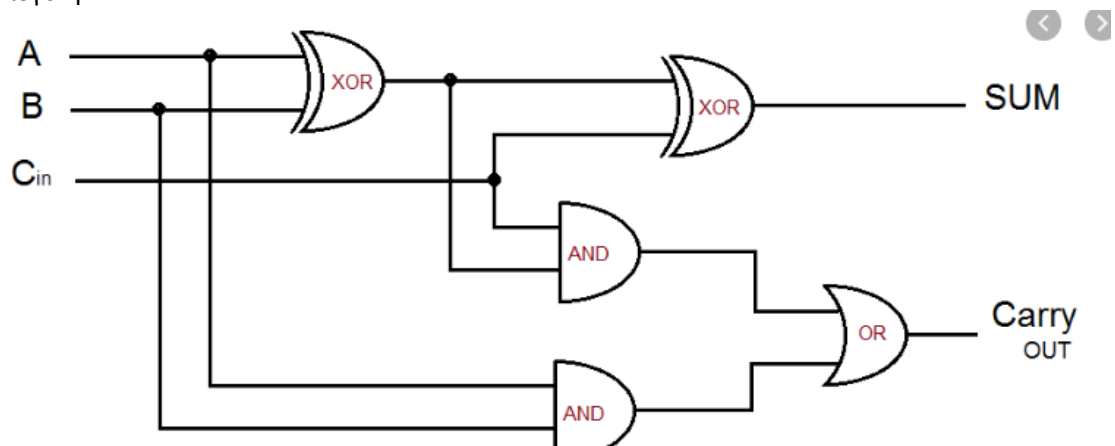 A
XOR
XOR
SUM
B
Cin
AND
Carry
OR
OUT
AND